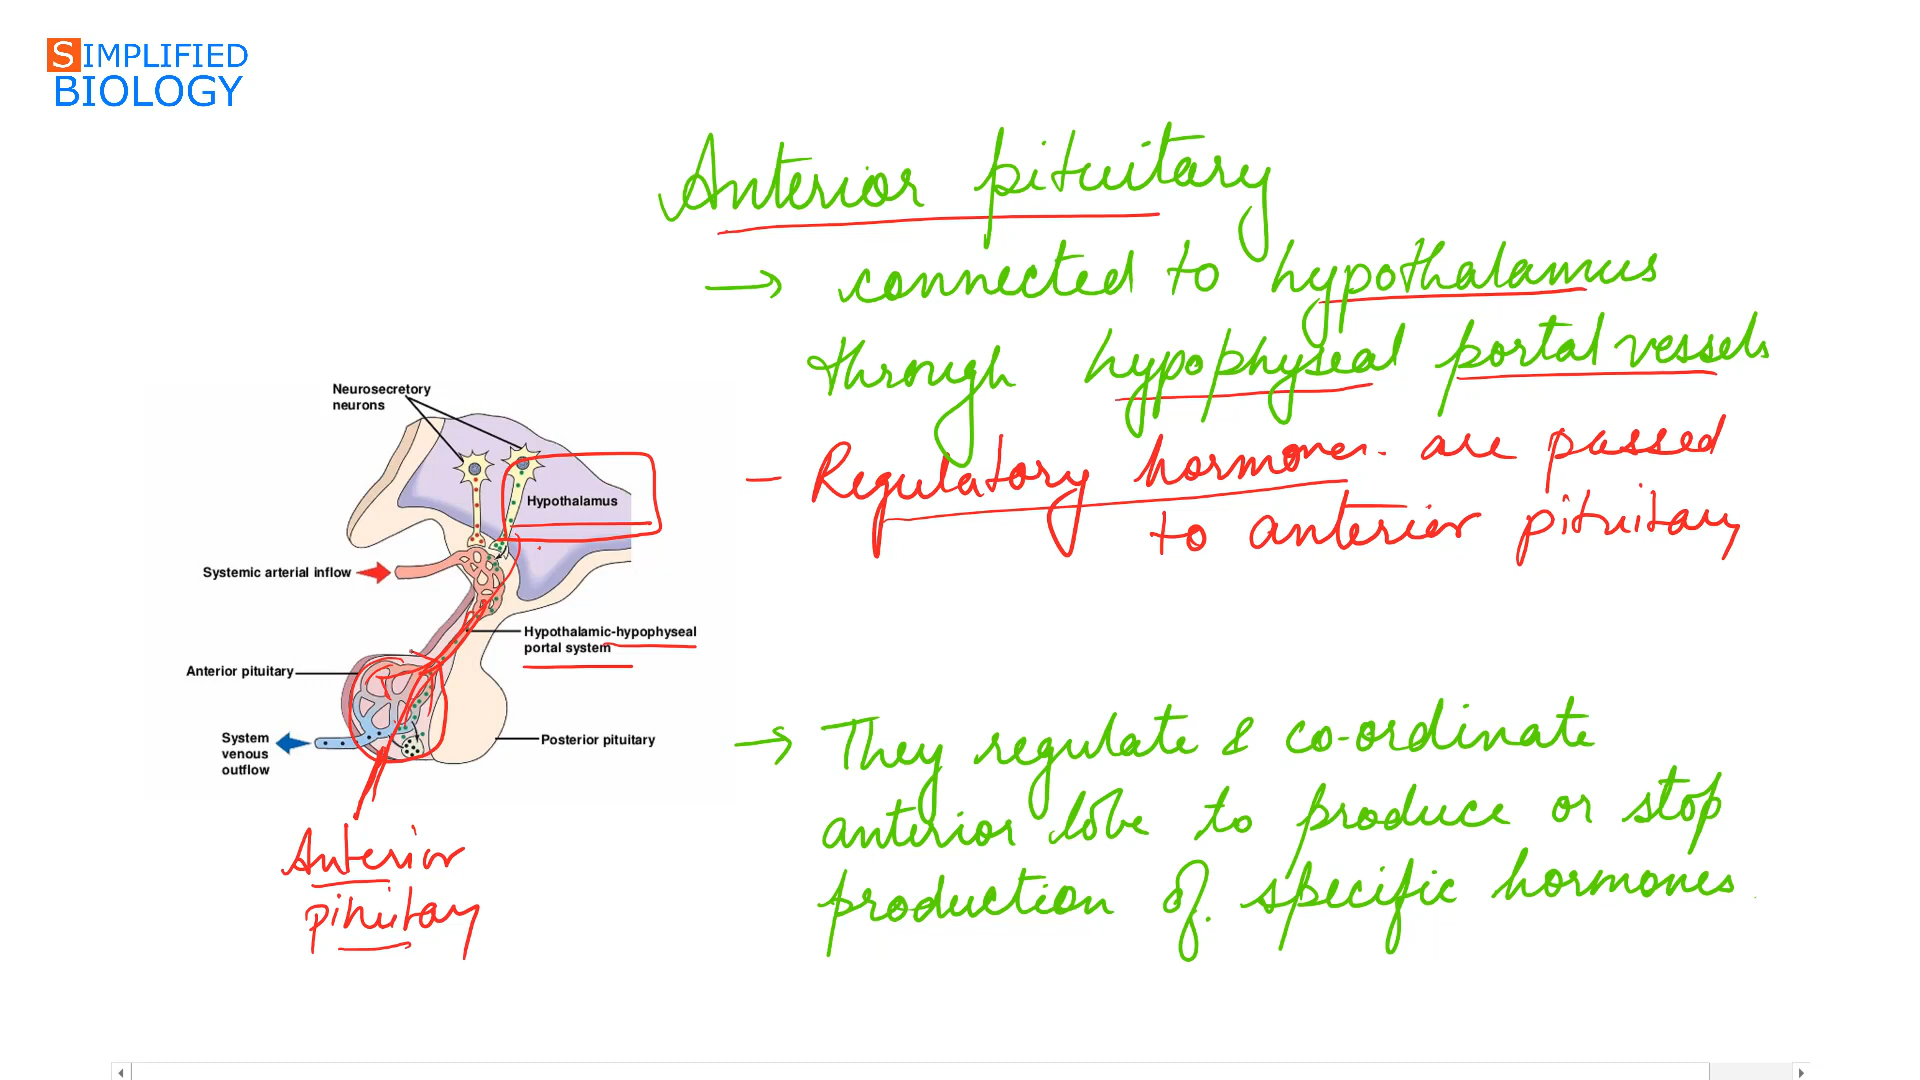 SIMPLIFIED
BIOLOGY
Anterior pituitary
→ connected to hypothalamus
through hypophyseal portal vessels
- Regulatory hormones are passed
to anterior pituitary
→ They regulate & co-ordinate
anterior lobe to produce or stop
production of specific hormones
Neurosecretory
neurons
Hypothalamus
Systemic arterial inflow
Hypothalamic-hypophyseal
portal system
Anterior pituitary
System
venous
outflow
Posterior pituitary
Anterior
pituitary